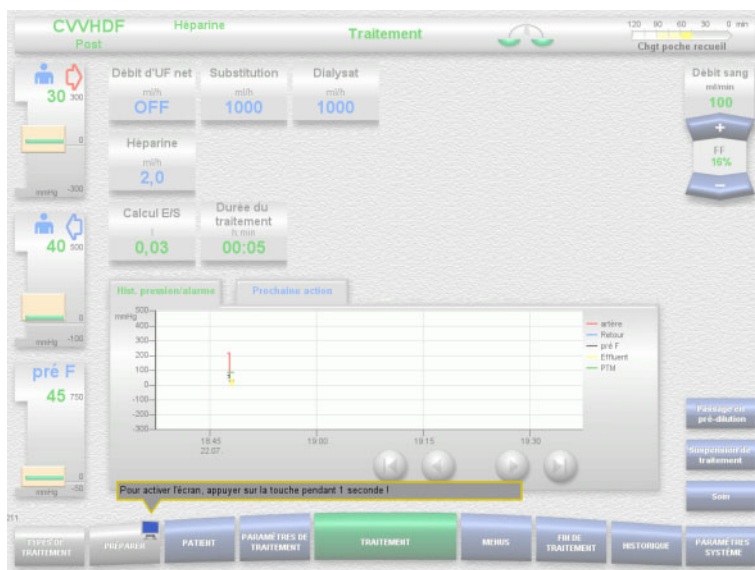 CVVHDF
Post
Héparine
Traitement
120 90 60 30 0 min
Chgt poche recueil
30 300
0
mmHg -300
Débit d'UF net
ml/h
OFF
Substitution
ml/h
1000
Dialysat
ml/h
1000
Débit sang
ml/min
100
+
FF
16%
−
Héparine
ml/h
2,0
40 500
0
mmHg -100
Calcul E/S
l
0,03
Durée du
traitement
h:min
00:05
Hist. pression/alarme
Prochaine action
mmHg
500
400
300
200
100
0
-100
-200
-300
18:45
22.07.
19:00
19:15
19:30
artère
Retour
pré F
Effluent
PTM
pré F
45 750
0
mmHg -50
Passage en
pré-dilution
Suspension de
traitement
Soin
Pour activer l'écran, appuyer sur la touche pendant 1 seconde !
211
TYPES DE
TRAITEMENT
PRÉPARER
PATIENT
PARAMÈTRES DE
TRAITEMENT
TRAITEMENT
MENUS
FIN DE
TRAITEMENT
HISTORIQUE
PARAMÈTRES
SYSTÈME